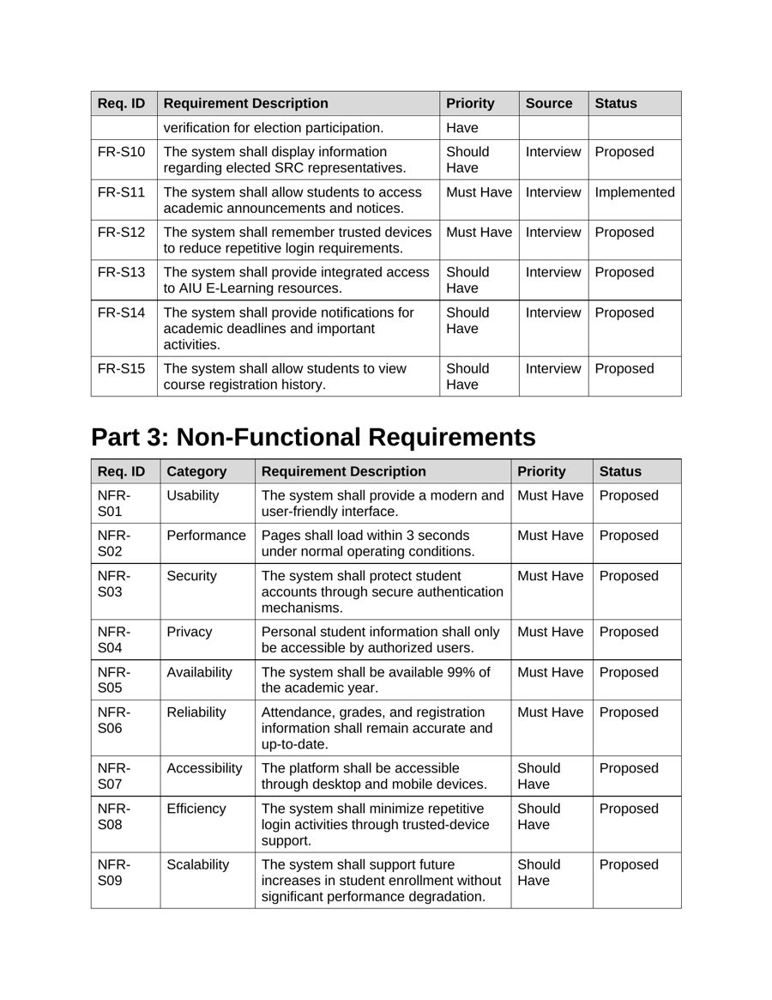 Req. ID Requirement Description Priority Source Status
verification for election participation. Have
FR-S10 The system shall display information Should Interview Proposed
regarding elected SRC representatives. Have
FR-S11 The system shall allow students to access Must Have Interview Implemented
academic announcements and notices.
FR-S12 The system shall remember trusted devices Must Have Interview Proposed
to reduce repetitive login requirements.
FR-S13 The system shall provide integrated access Should Interview Proposed
to AIU E-Learning resources. Have
FR-S14 The system shall provide notifications for Should Interview Proposed
academic deadlines and important Have
activities.
FR-S15 The system shall allow students to view Should Interview Proposed
course registration history. Have
Part 3: Non-Functional Requirements
Req. ID Category Requirement Description Priority Status
NFR- Usability The system shall provide a modern and Must Have Proposed
S01 user-friendly interface.
NFR- Performance Pages shall load within 3 seconds Must Have Proposed
S02 under normal operating conditions.
NFR- Security The system shall protect student Must Have Proposed
S03 accounts through secure authentication
mechanisms.
NFR- Privacy Personal student information shall only Must Have Proposed
S04 be accessible by authorized users.
NFR- Availability The system shall be available 99% of Must Have Proposed
S05 the academic year.
NFR- Reliability Attendance, grades, and registration Must Have Proposed
S06 information shall remain accurate and
up-to-date.
NFR- Accessibility The platform shall be accessible Should Proposed
S07 through desktop and mobile devices. Have
NFR- Efficiency The system shall minimize repetitive Should Proposed
S08 login activities through trusted-device Have
support.
NFR- Scalability The system shall support future Should Proposed
S09 increases in student enrollment without Have
significant performance degradation.